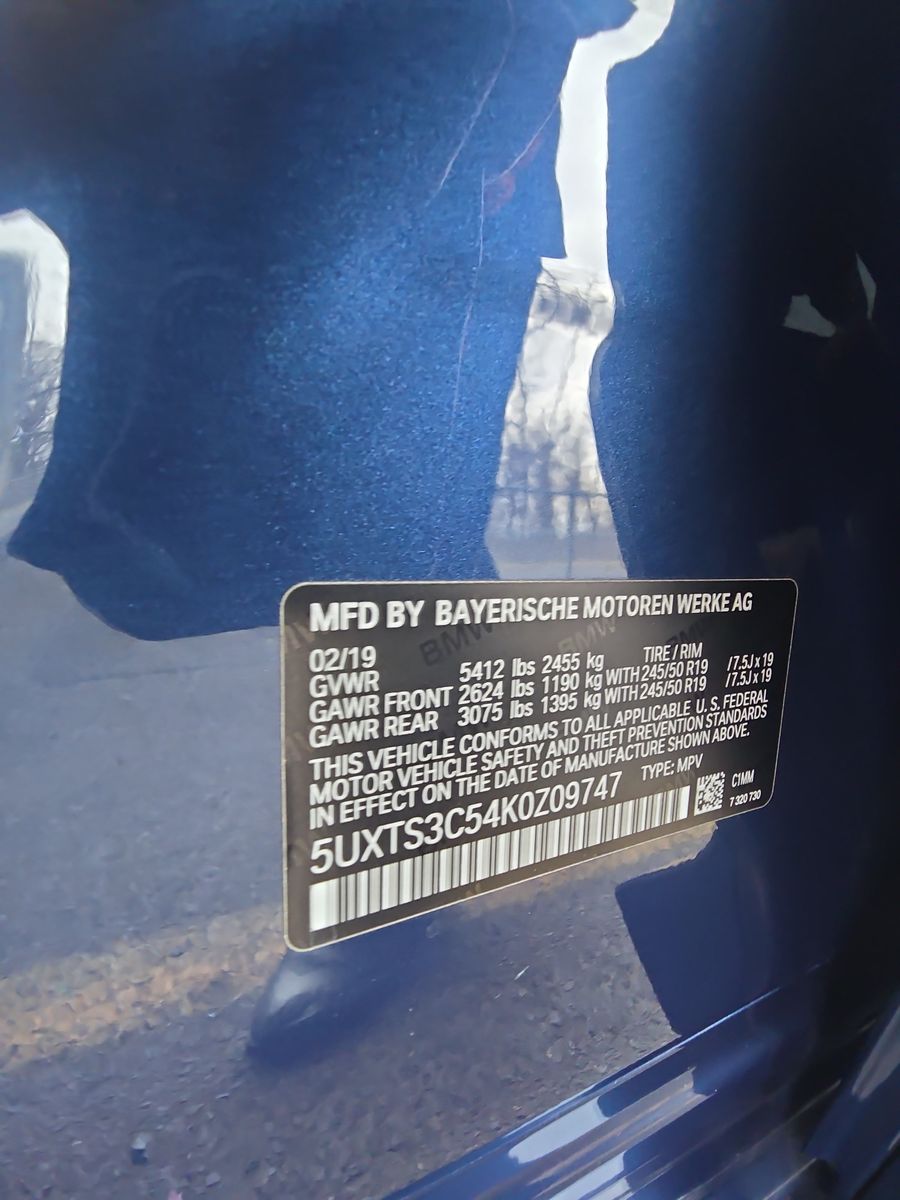 MFD BY BAYERISCHE MOTOREN WERKE AG
02/19 TIRE / RIM
GVWR 5412 lbs 2455 kg
GAWR FRONT 2624 lbs 1190 kg WITH 245/50 R19 /7.5J x 19
GAWR REAR 3075 lbs 1395 kg WITH 245/50 R19 /7.5J x 19
THIS VEHICLE CONFORMS TO ALL APPLICABLE U.S. FEDERAL
MOTOR VEHICLE SAFETY AND THEFT PREVENTION STANDARDS
IN EFFECT ON THE DATE OF MANUFACTURE SHOWN ABOVE.
5UXTS3C54K0Z09747 TYPE: MPV
C1MM
7 320 730
BMW BMW BMW